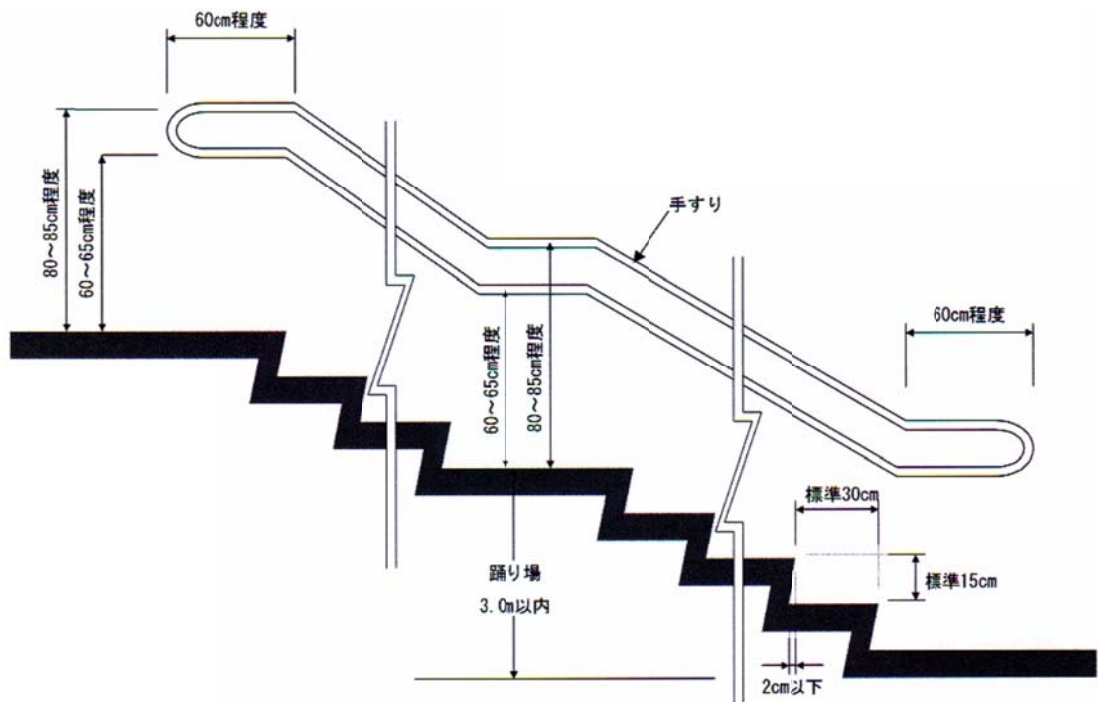 60cm程度
80～85cm程度
60～65cm程度
手すり
60cm程度
60～65cm程度
80～85cm程度
標準30cm
標準15cm
踊り場
3.0m以内
2cm以下